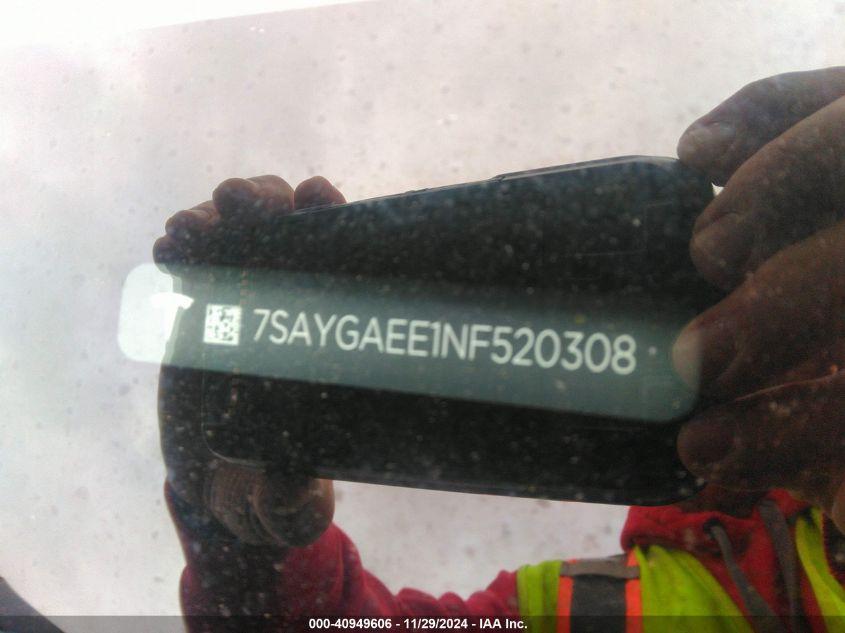 7SAYGAEE1NF520308
000-40949606 - 11/29/2024 - IAA Inc.